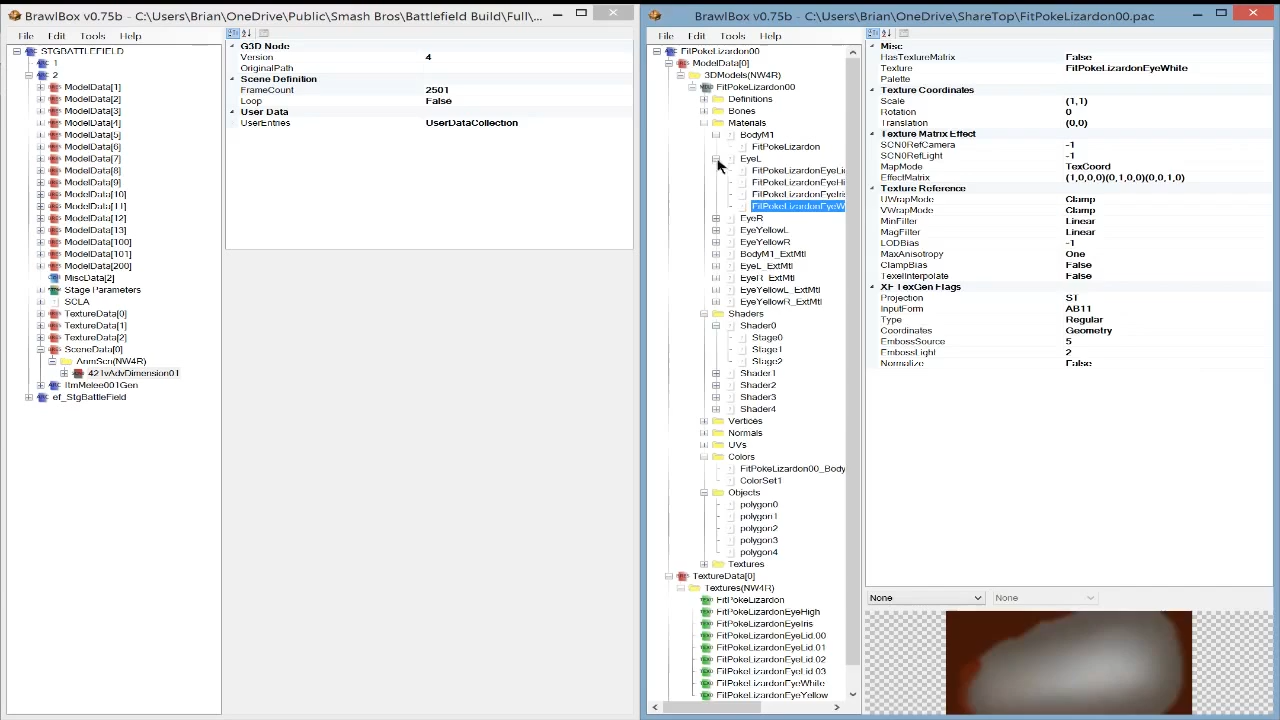 BrawlBox v0.75b - C:\Users\Brian\OneDrive\Public\Smash Bros\Battlefield Build\Full\...
File Edit Tools Help
STGBATTLEFIELD
1
2
ModelData[1]
ModelData[2]
ModelData[3]
ModelData[4]
ModelData[5]
ModelData[6]
ModelData[7]
ModelData[8]
ModelData[9]
ModelData[10]
ModelData[11]
ModelData[12]
ModelData[13]
ModelData[100]
ModelData[101]
ModelData[200]
MiscData[2]
Stage Parameters
SCLA
TextureData[0]
TextureData[1]
TextureData[2]
SceneData[0]
AnmScn(NW4R)
421vAdvDimension01
ItmMelee001Gen
ef_StgBattleField
G3D Node
Version 4
OriginalPath
Scene Definition
FrameCount 2501
Loop False
User Data
UserEntries UserDataCollection
BrawlBox v0.75b - C:\Users\Brian\OneDrive\ShareTop\FitPokeLizardon00.pac
File Edit Tools Help
FitPokeLizardon00
ModelData[0]
3DModels(NW4R)
FitPokeLizardon00
Definitions
Bones
Materials
BodyM1
FitPokeLizardon
EyeL
FitPokeLizardonEyeLi
FitPokeLizardonEyeHi
FitPokeLizardonEyeIris
FitPokeLizardonEyeW
EyeR
EyeYellowL
EyeYellowR
BodyM1_ExtMtl
EyeL_ExtMtl
EyeR_ExtMtl
EyeYellowL_ExtMtl
EyeYellowR_ExtMtl
Shaders
Shader0
Stage0
Stage1
Stage2
Shader1
Shader2
Shader3
Shader4
Vertices
Normals
UVs
Colors
FitPokeLizardon00_Body
ColorSet1
Objects
polygon0
polygon1
polygon2
polygon3
polygon4
Textures
TextureData[0]
Textures(NW4R)
FitPokeLizardon
FitPokeLizardonEyeHigh
FitPokeLizardonEyeIris
FitPokeLizardonEyeLid.00
FitPokeLizardonEyeLid.01
FitPokeLizardonEyeLid.02
FitPokeLizardonEyeLid.03
FitPokeLizardonEyeWhite
FitPokeLizardonEyeYellow
Misc
HasTextureMatrix False
Texture FitPokeLizardonEyeWhite
Palette
Texture Coordinates
Scale (1,1)
Rotation 0
Translation (0,0)
Texture Matrix Effect
SCN0RefCamera -1
SCN0RefLight -1
MapMode TexCoord
EffectMatrix (1,0,0,0)(0,1,0,0)(0,0,1,0)
Texture Reference
UWrapMode Clamp
VWrapMode Clamp
MinFilter Linear
MagFilter Linear
LODBias -1
MaxAnisotropy One
ClampBias False
TexelInterpolate False
XF TexGen Flags
Projection ST
InputForm AB11
Type Regular
Coordinates Geometry
EmbossSource 5
EmbossLight 2
Normalize False
None None